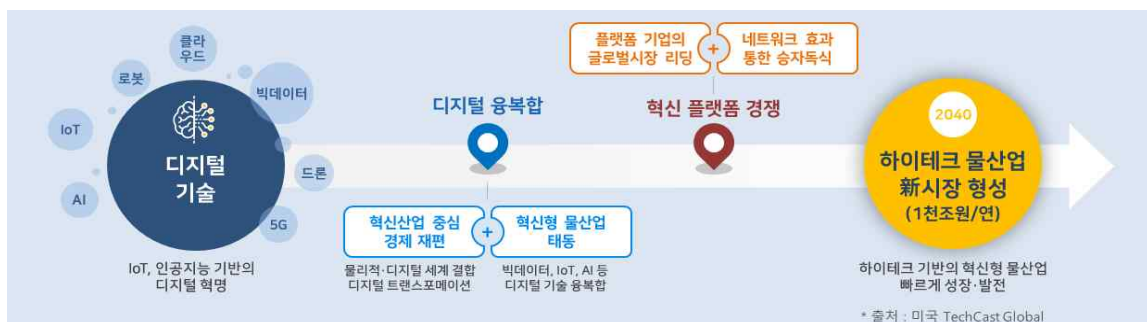 클라
우드
로봇
빅데이터
IoT
AI
드론
5G
디지털
기술
IoT, 인공지능 기반의
디지털 혁명
디지털 융복합
혁신산업 중심
경제 재편
+
혁신형 물산업
태동
물리적·디지털 세계 결합
디지털 트랜스포메이션
빅데이터, IoT, AI 등
디지털 기술 융복합
플랫폼 기업의
글로벌시장 리딩
+
네트워크 효과
통한 승자독식
혁신 플랫폼 경쟁
2040
하이테크 물산업
新시장 형성
(1천조원/연)
하이테크 기반의 혁신형 물산업
빠르게 성장·발전
* 출처 : 미국 TechCast Global